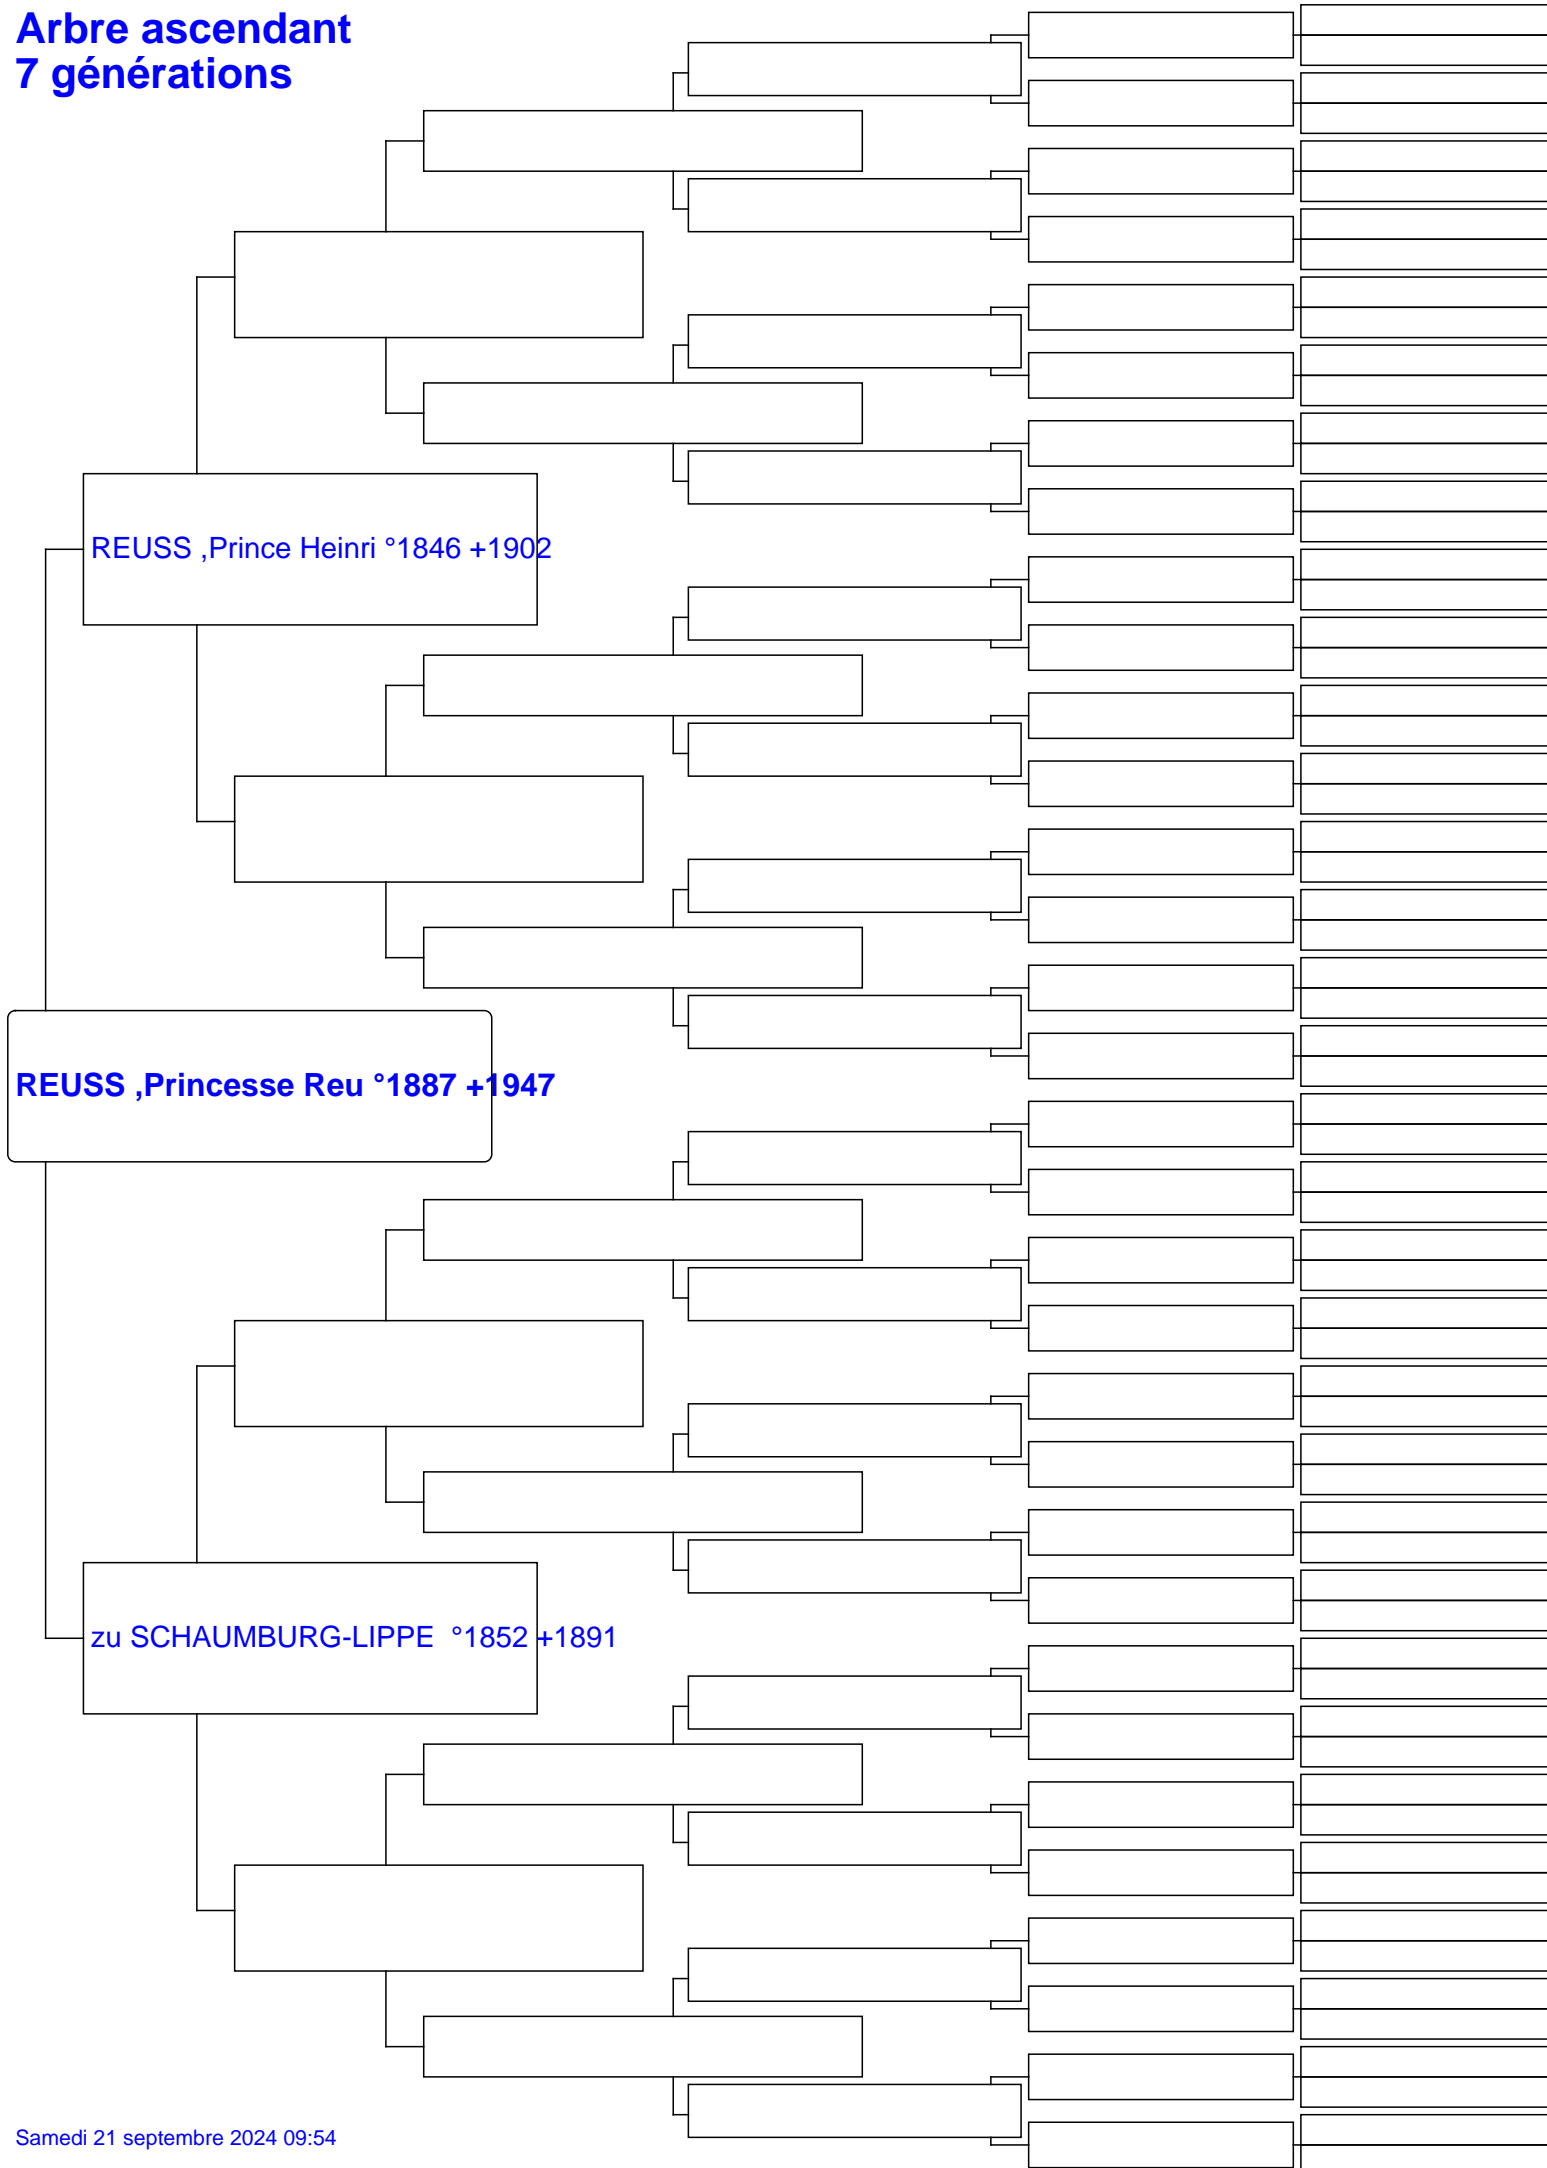 Arbre ascendant
7 générations
REUSS ,Prince Heinri °1846 +1902
REUSS ,Princesse Reu °1887 +1947
zu SCHAUMBURG-LIPPE  °1852 +1891
Samedi 21 septembre 2024 09:54